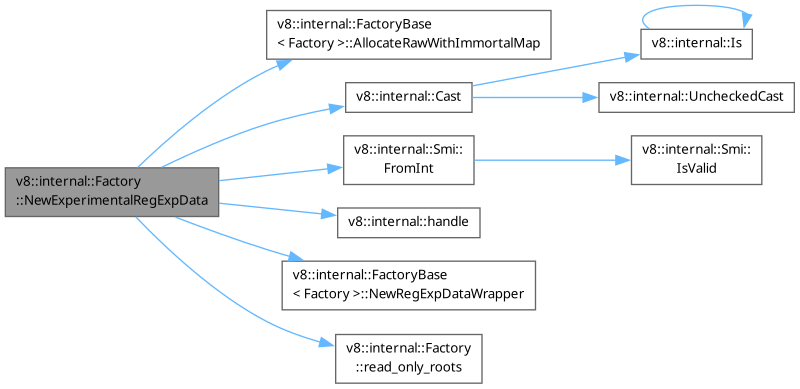 v8::internal::Factory
::NewExperimentalRegExpData
v8::internal::FactoryBase
< Factory >::AllocateRawWithImmortalMap
v8::internal::Cast
v8::internal::Is
v8::internal::UncheckedCast
v8::internal::Smi::
FromInt
v8::internal::Smi::
IsValid
v8::internal::handle
v8::internal::FactoryBase
< Factory >::NewRegExpDataWrapper
v8::internal::Factory
::read_only_roots